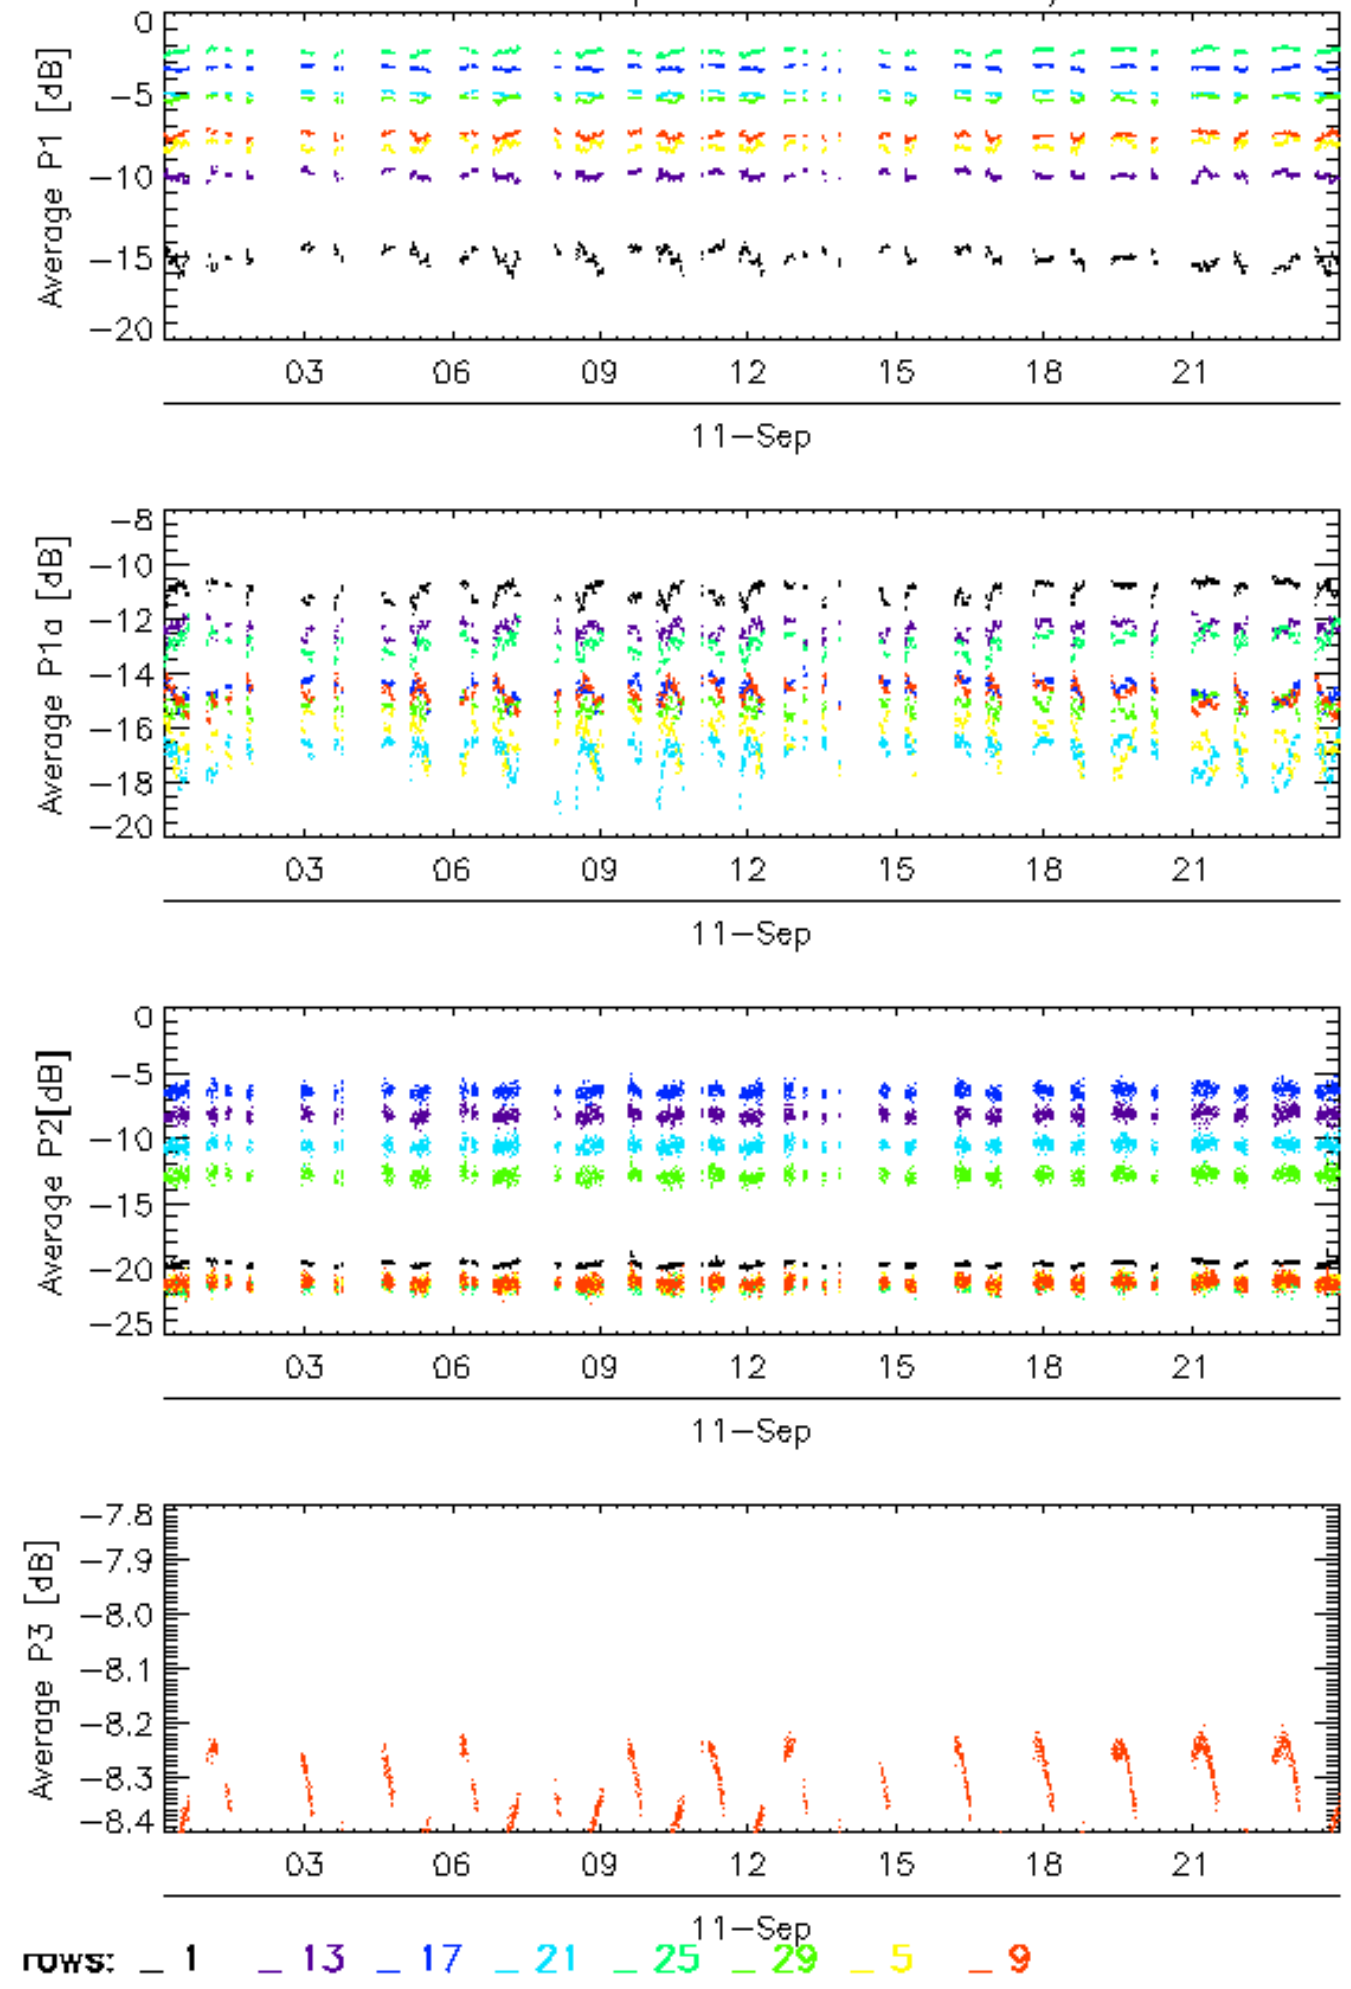 0
−5
−10
−15
−20
Average P1 [dB]
03 06 09 12 15 18 21
11−Sep
−8
−10
−12
−14
−16
−18
−20
Average P1a [dB]
03 06 09 12 15 18 21
11−Sep
0
−5
−10
−15
−20
−25
Average P2[dB]
03 06 09 12 15 18 21
11−Sep
−7.8
−7.9
−8.0
−8.1
−8.2
−8.3
−8.4
Average P3 [dB]
03 06 09 12 15 18 21
11−Sep
rows: _ 1 _ 13 _ 17 _ 21 _ 25 _ 29 _ 5 _ 9